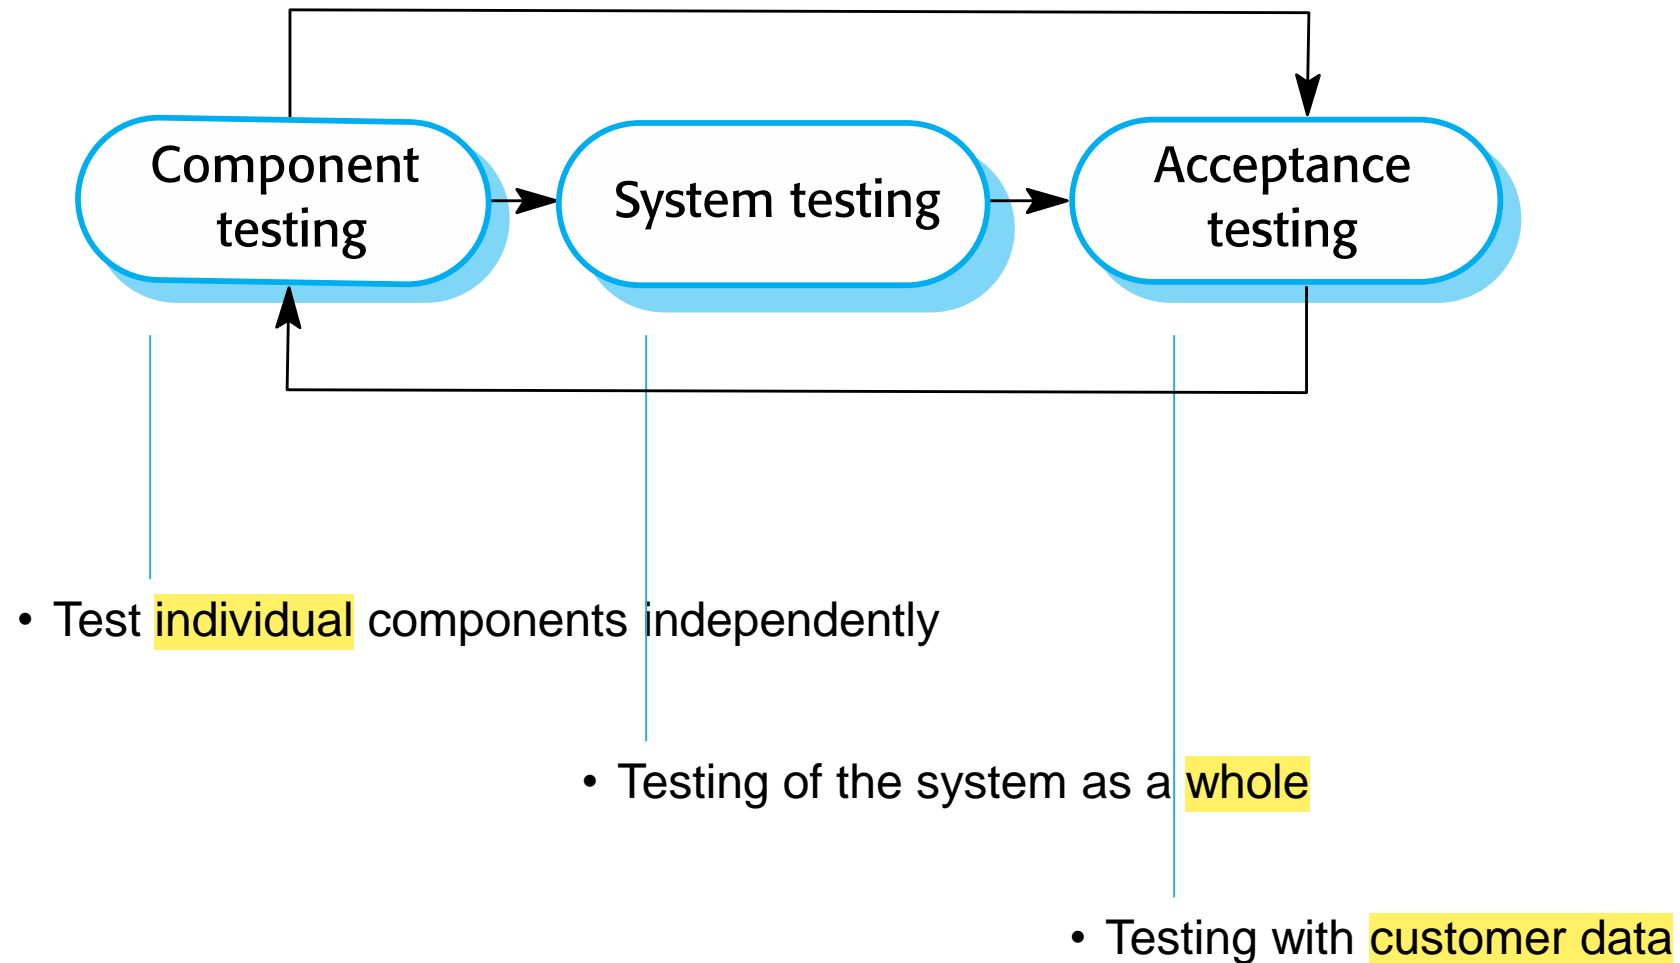 Component
testing
System testing
Acceptance
testing
• Test individual components independently
• Testing of the system as a whole
• Testing with customer data